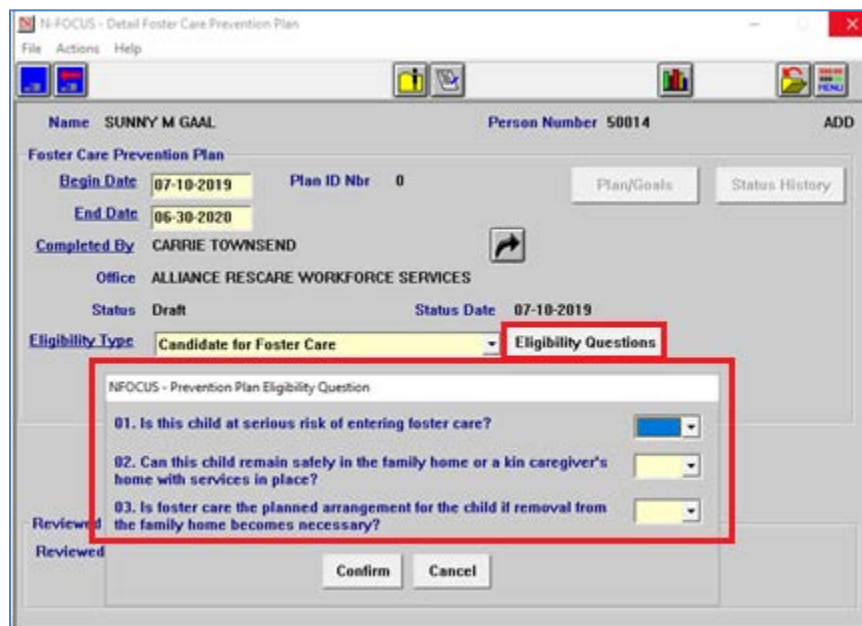 N-FOCUS - Detail Foster Care Prevention Plan
File Actions Help
MENU
Name SUNNY M GAAL Person Number 50014 ADD
Foster Care Prevention Plan
Begin Date 07-10-2019 Plan ID Nbr 0 Plan/Goals Status History
End Date 06-30-2020
Completed By CARRIE TOWNSEND
Office ALLIANCE RESCARE WORKFORCE SERVICES
Status Draft Status Date 07-10-2019
Eligibility Type Candidate for Foster Care Eligibility Questions
NFOCUS - Prevention Plan Eligibility Question
01. Is this child at serious risk of entering foster care?
02. Can this child remain safely in the family home or a kin caregiver's
home with services in place?
03. Is foster care the planned arrangement for the child if removal from
the family home becomes necessary?
Reviewed
Reviewed
Confirm Cancel